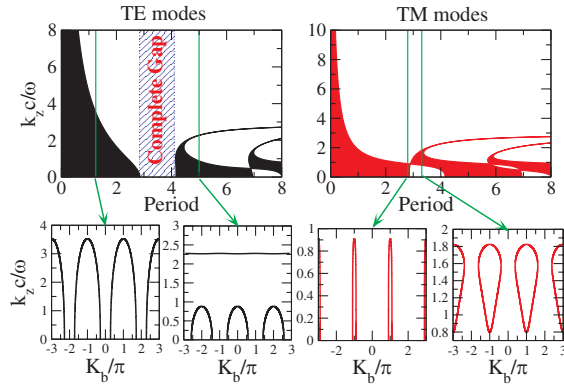 TE modes
TM modes
k_z c/ω
8
6
4
2
0
Complete Gap
0 2 4 6 8
Period
10
8
6
4
2
0
0 2 4 6 8
Period
k_z c/ω
4
3
2
1
0
-3 -2 -1 0 1 2 3
K_b/π
3
2.5
2
1.5
1
0.5
0
-3 -2 -1 0 1 2 3
K_b/π
1
0.8
0.6
0.4
0.2
0
-2 0 2
K_b/π
2
1.8
1.6
1.4
1.2
1
0.8
-3 -2 -1 0 1 2 3
K_b/π